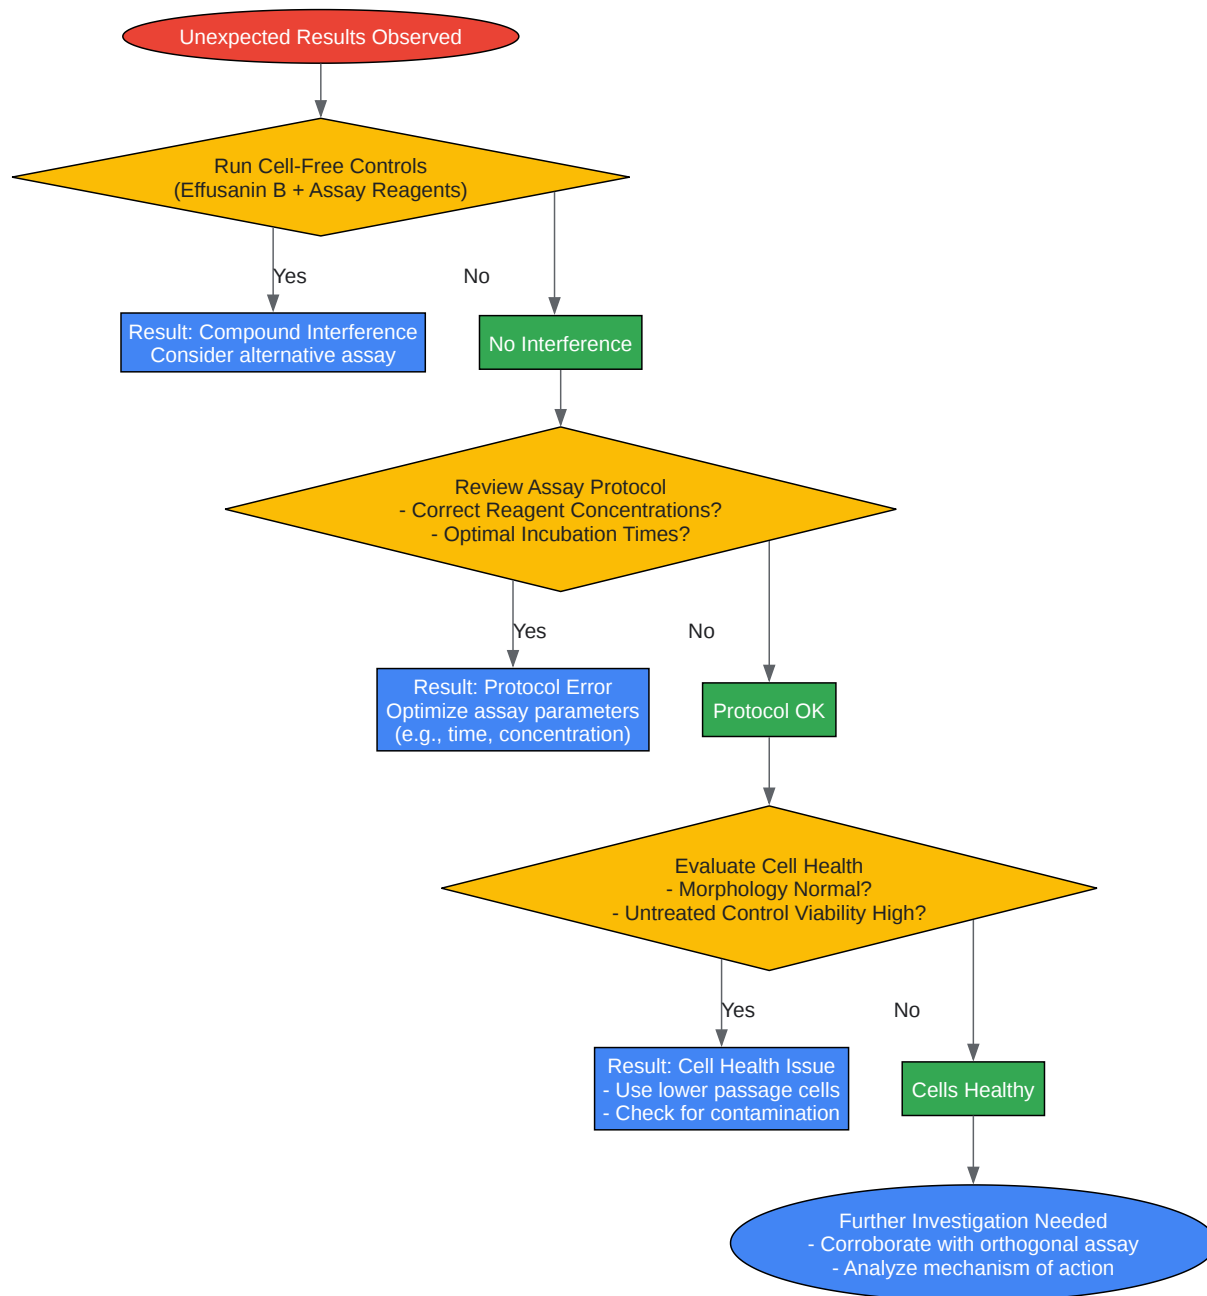 Unexpected Results Observed
Run Cell-Free Controls
(Effusanin B + Assay Reagents)
Yes
No
Result: Compound Interference
Consider alternative assay
No Interference
Review Assay Protocol
- Correct Reagent Concentrations?
- Optimal Incubation Times?
Yes
No
Result: Protocol Error
Optimize assay parameters
(e.g., time, concentration)
Protocol OK
Evaluate Cell Health
- Morphology Normal?
- Untreated Control Viability High?
Yes
No
Result: Cell Health Issue
- Use lower passage cells
- Check for contamination
Cells Healthy
Further Investigation Needed
- Corroborate with orthogonal assay
- Analyze mechanism of action